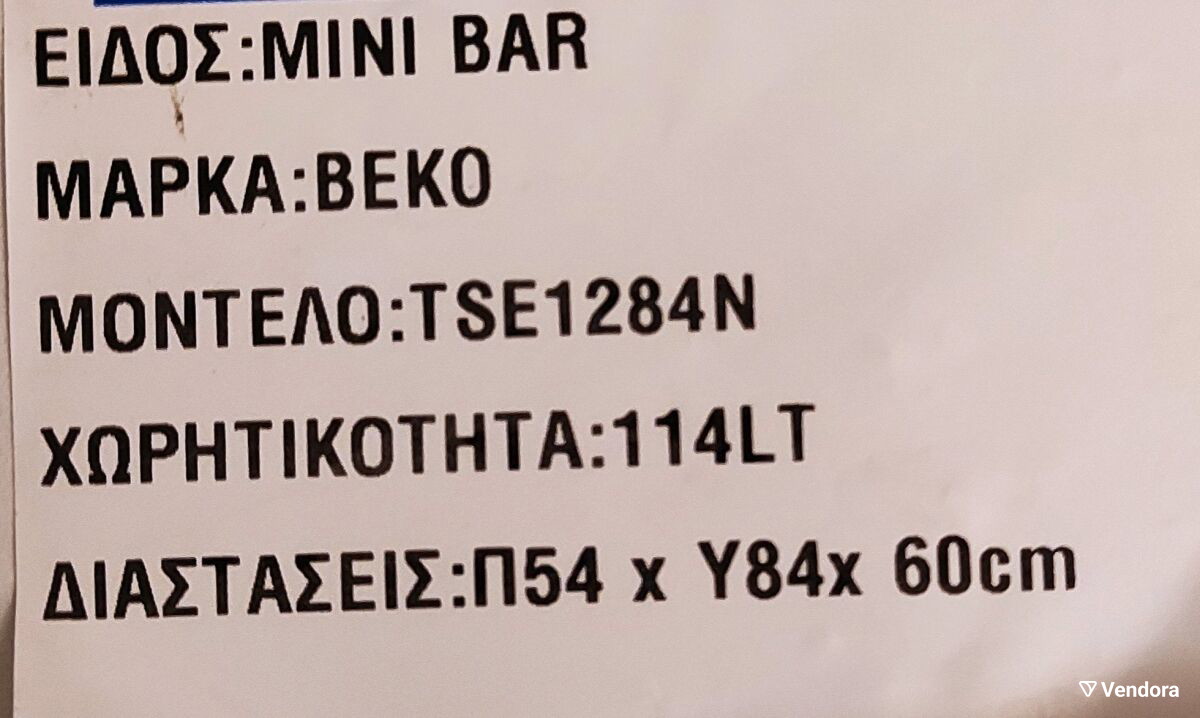 ΕΙΔΟΣ:MINI BAR
ΜΑΡΚΑ:BEKO
ΜΟΝΤΕΛΟ:TSE1284N
ΧΩΡΗΤΙΚΟΤΗΤΑ:114LT
ΔΙΑΣΤΑΣΕΙΣ:Π54 x Υ84x 60cm
Vendora